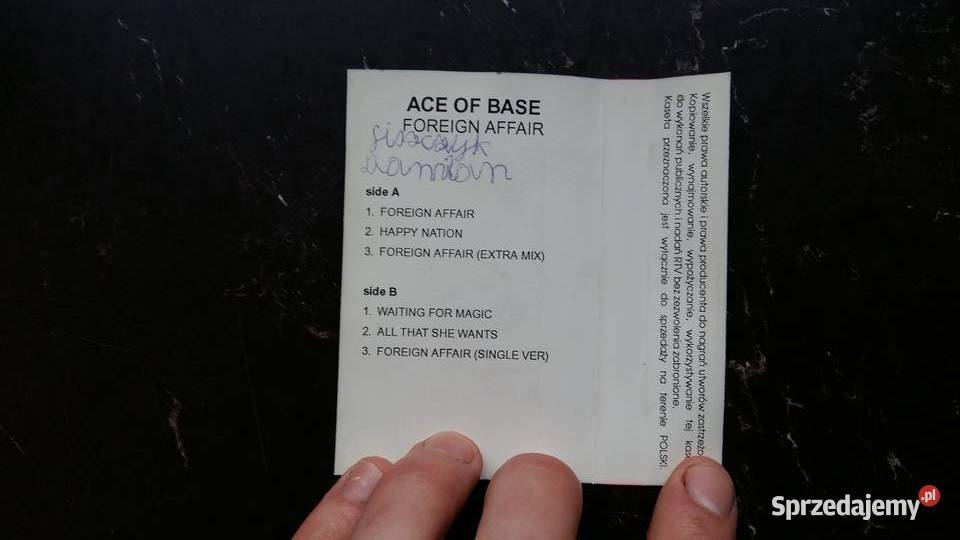 ACE OF BASE
FOREIGN AFFAIR
side A
1. FOREIGN AFFAIR
2. HAPPY NATION
3. FOREIGN AFFAIR (EXTRA MIX)
side B
1. WAITING FOR MAGIC
2. ALL THAT SHE WANTS
3. FOREIGN AFFAIR (SINGLE VER)
Wszelkie prawa autorskie i prawa producenta do nagrań utworów
Kopiowanie, wynajmowanie, wypożyczanie, wykorzystywanie tej
do wykonań publicznych i nadań RTV bez zezwolenia zabronione.
Kaseta przeznaczona jest wyłącznie do sprzedaży na terenie POLSKI.
Sprzedajemy.pl